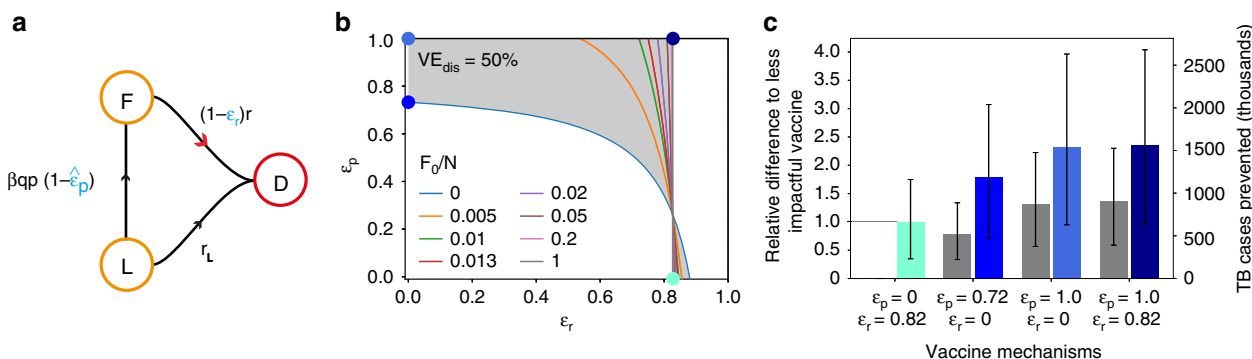 a
F
(1–εr)r
βqp (1–ε̂p)
D
L
rL
b
VEdis = 50%
F0/N
0
0.02
0.005
0.05
0.01
0.2
0.013
1
1.0
0.8
0.6
0.4
0.2
0.0
εp
0.0
0.2
0.4
0.6
0.8
1.0
εr
c
Relative difference to less
impactful vaccine
4.0
3.5
3.0
2.5
2.0
1.5
1.0
0.5
0
2500
2000
1500
1000
500
0
TB cases prevented (thousands)
εp = 0
εr = 0.82
εp = 0.72
εr = 0
εp = 1.0
εr = 0
εp = 1.0
εr = 0.82
Vaccine mechanisms